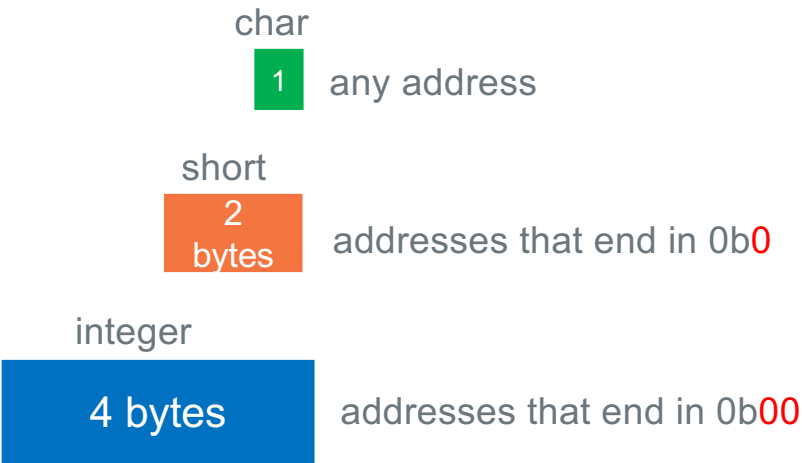 char
1
any address
short
2
bytes
addresses that end in 0b0
integer
4 bytes
addresses that end in 0b00